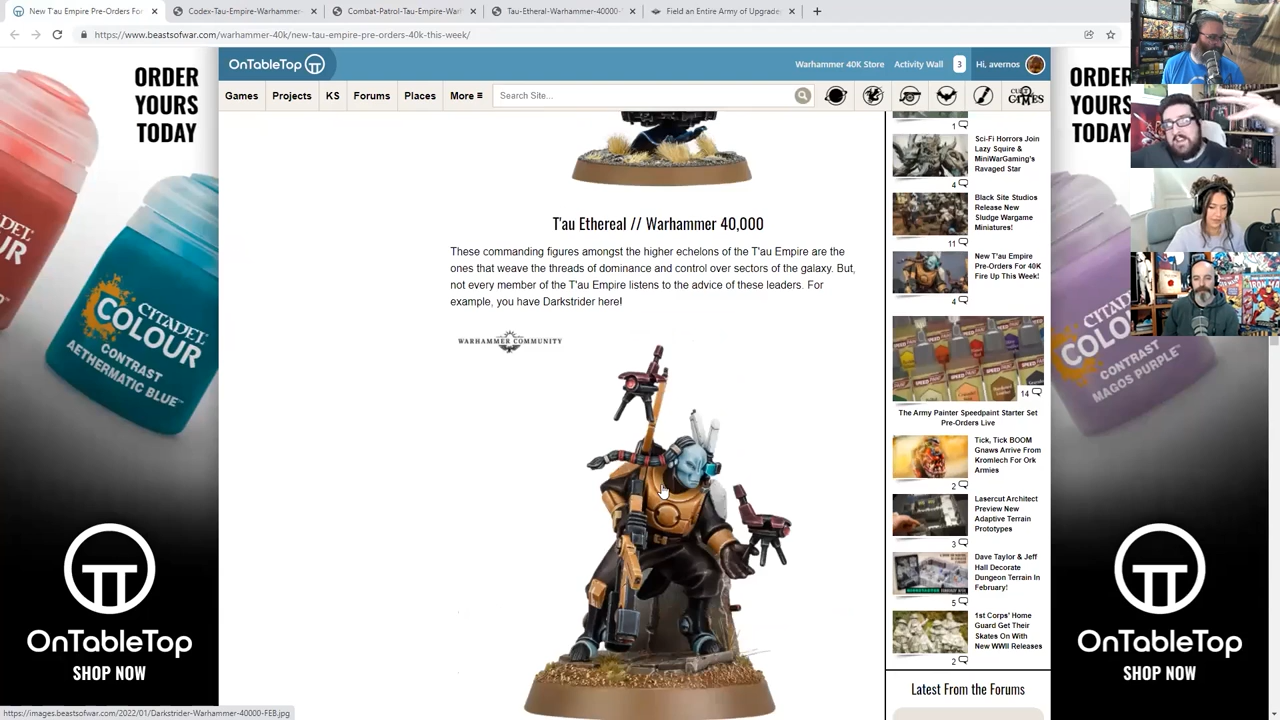 New T'au Empire Pre-Orders For
Codex-Tau-Empire-Warhammer-
Combat-Patrol-Tau-Empire-War
Tau-Etheral-Warhammer-40000-
Field an Entire Army of Upgrade
https://www.beastsofwar.com/warhammer-40k/new-tau-empire-pre-orders-40k-this-week/
OnTableTop
Warhammer 40K Store
Activity Wall
3
Hi, avernos
Games
Projects
KS
Forums
Places
More
Search Site...
CULT OF GAMES
ORDER
YOURS
TODAY
CITADEL
COLOUR
CONTRAST
AETHERMATIC BLUE
OnTableTop
SHOP NOW
T'au Ethereal // Warhammer 40,000
These commanding figures amongst the higher echelons of the T'au Empire are the
ones that weave the threads of dominance and control over sectors of the galaxy. But,
not every member of the T'au Empire listens to the advice of these leaders. For
example, you have Darkstrider here!
WARHAMMER COMMUNITY
1
Sci-Fi Horrors Join
Lazy Squire &
MiniWarGaming's
Ravaged Star
4
Black Site Studios
Release New
Sludge Wargame
Miniatures!
11
New T'au Empire
Pre-Orders For 40K
Fire Up This Week!
4
14
The Army Painter Speedpaint Starter Set
Pre-Orders Live
Tick, Tick BOOM
Gnaws Arrive From
Kromlech For Ork
Armies
2
Lasercut Architect
Preview New
Adaptive Terrain
Prototypes
3
Dave Taylor & Jeff
Hall Decorate
Dungeon Terrain In
February!
5
1st Corps' Home
Guard Get Their
Skates On With
New WWII Releases
2
Latest From the Forums
ORDER
YOURS
TODAY
CITADEL
COLOUR
CONTRAST
MAGOS PURPLE
OnTableTop
SHOP NOW
https://images.beastsofwar.com/2022/01/Darkstrider-Warhammer-40000-FEB.jpg